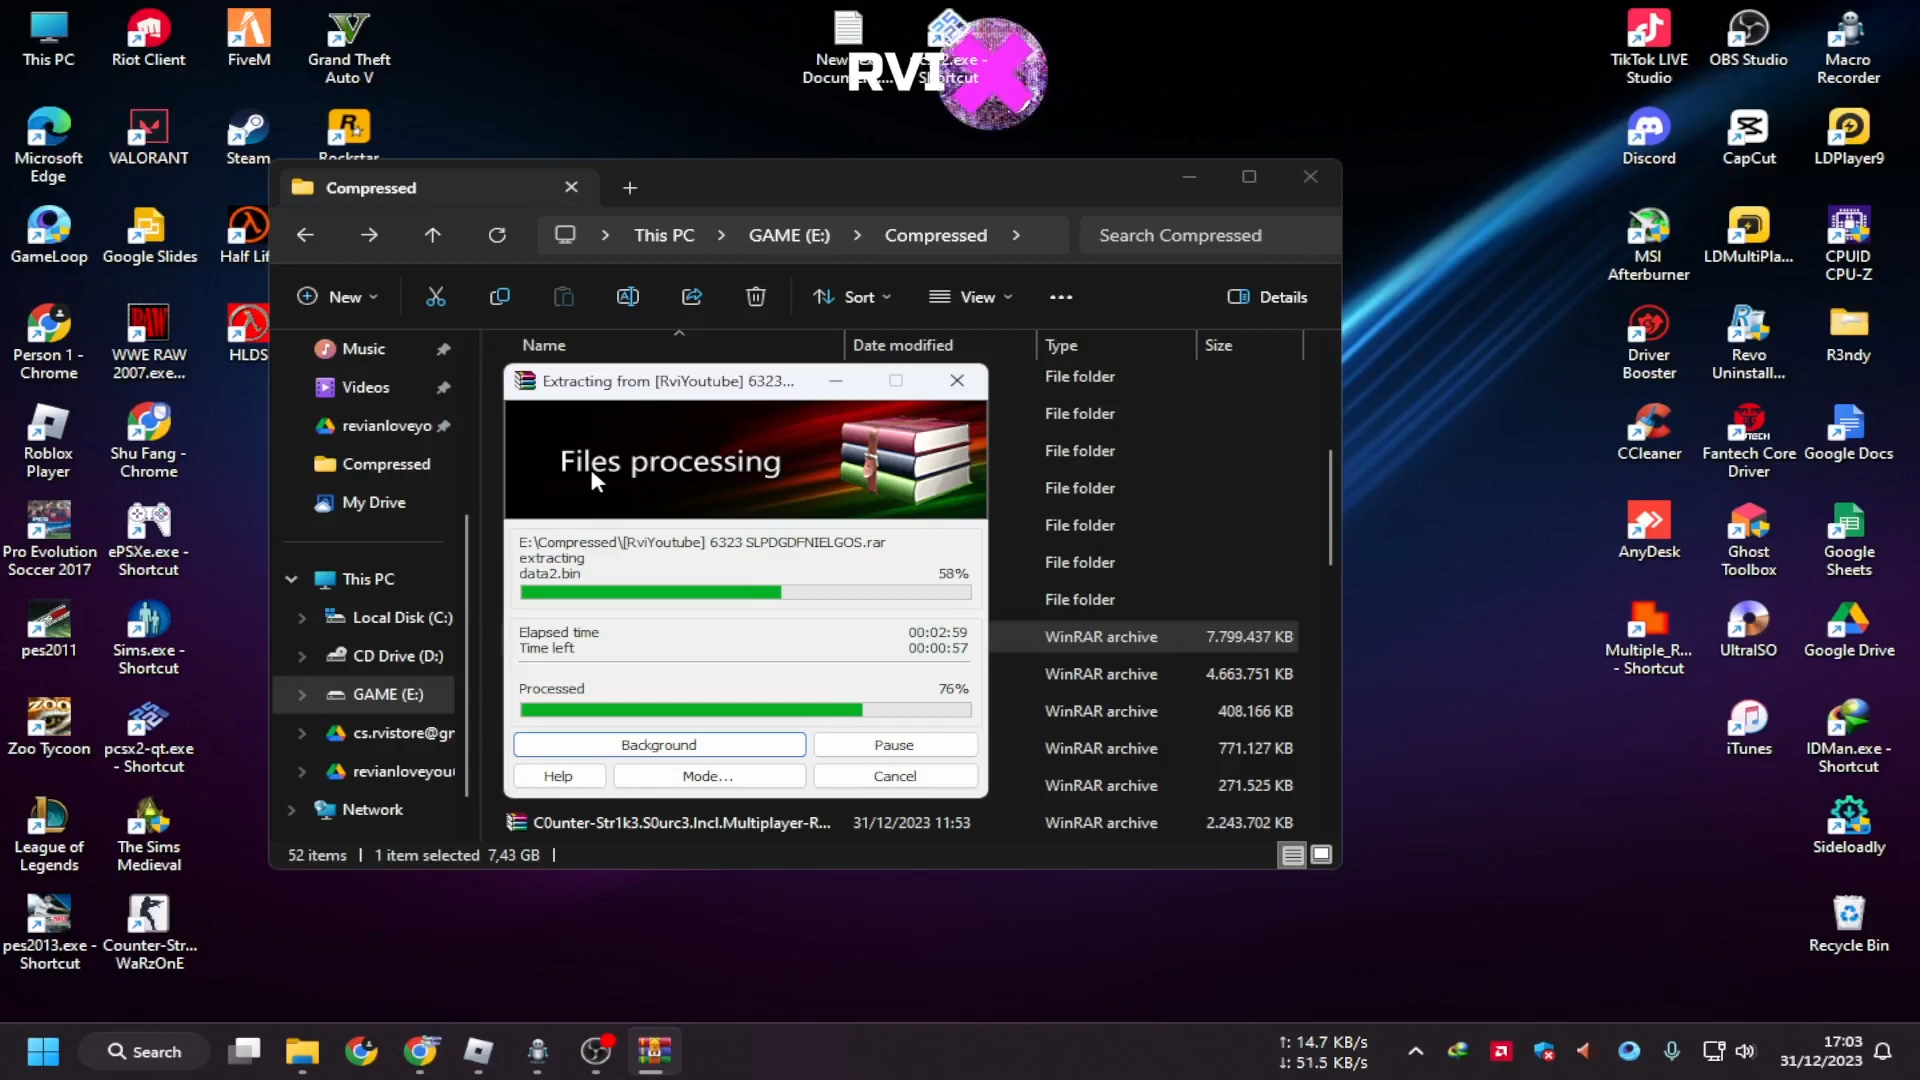 This PC
Riot Client
FiveM
Grand Theft
Auto V
Microsoft
Edge
VALORANT
Steam
Rockstar
GameLoop
Google Slides
Half Lif
Person 1 -
Chrome
WWE RAW
2007.exe...
HLDS
Roblox
Player
Shu Fang -
Chrome
Pro Evolution
Soccer 2017
ePSXe.exe -
Shortcut
pes2011
Sims.exe -
Shortcut
Zoo Tycoon
pcsx2-qt.exe
- Shortcut
League of
Legends
The Sims
Medieval
pes2013.exe -
Shortcut
Counter-Str...
WaRzOnE
RVI
Shortcut
TikTok LIVE
Studio
OBS Studio
Macro
Recorder
Discord
CapCut
LDPlayer9
MSI
Afterburner
LDMultiPla...
CPUID
CPU-Z
Driver
Booster
Revo
Uninstall...
R3ndy
CCleaner
Fantech Core
Driver
Google Docs
AnyDesk
Ghost
Toolbox
Google
Sheets
Multiple_R...
- Shortcut
UltraISO
Google Drive
iTunes
IDMan.exe -
Shortcut
Sideloadly
Recycle Bin
Compressed
This PC > GAME (E:) > Compressed >
Search Compressed
New
Sort
View
Details
Name
Date modified
Type
Size
Music
Videos
revianloveyo
Compressed
My Drive
This PC
Local Disk (C:)
CD Drive (D:)
GAME (E:)
cs.rvistore@gr
revianloveyou
Network
File folder
File folder
File folder
File folder
File folder
File folder
File folder
WinRAR archive 7.799.437 KB
WinRAR archive 4.663.751 KB
WinRAR archive 408.166 KB
WinRAR archive 771.127 KB
WinRAR archive 271.525 KB
C0unter-Str1k3.S0urc3.Incl.Multiplayer-R... 31/12/2023 11:53 WinRAR archive 2.243.702 KB
52 items | 1 item selected 7,43 GB |
Extracting from [RviYoutube] 6323...
Files processing
E:\Compressed\[RviYoutube] 6323 SLPDGDFNIELGOS.rar
extracting
data2.bin 58%
Elapsed time 00:02:59
Time left 00:00:57
Processed 76%
Background
Pause
Help
Mode...
Cancel
Search
↑: 14.7 KB/s
↓: 51.5 KB/s
17:03
31/12/2023